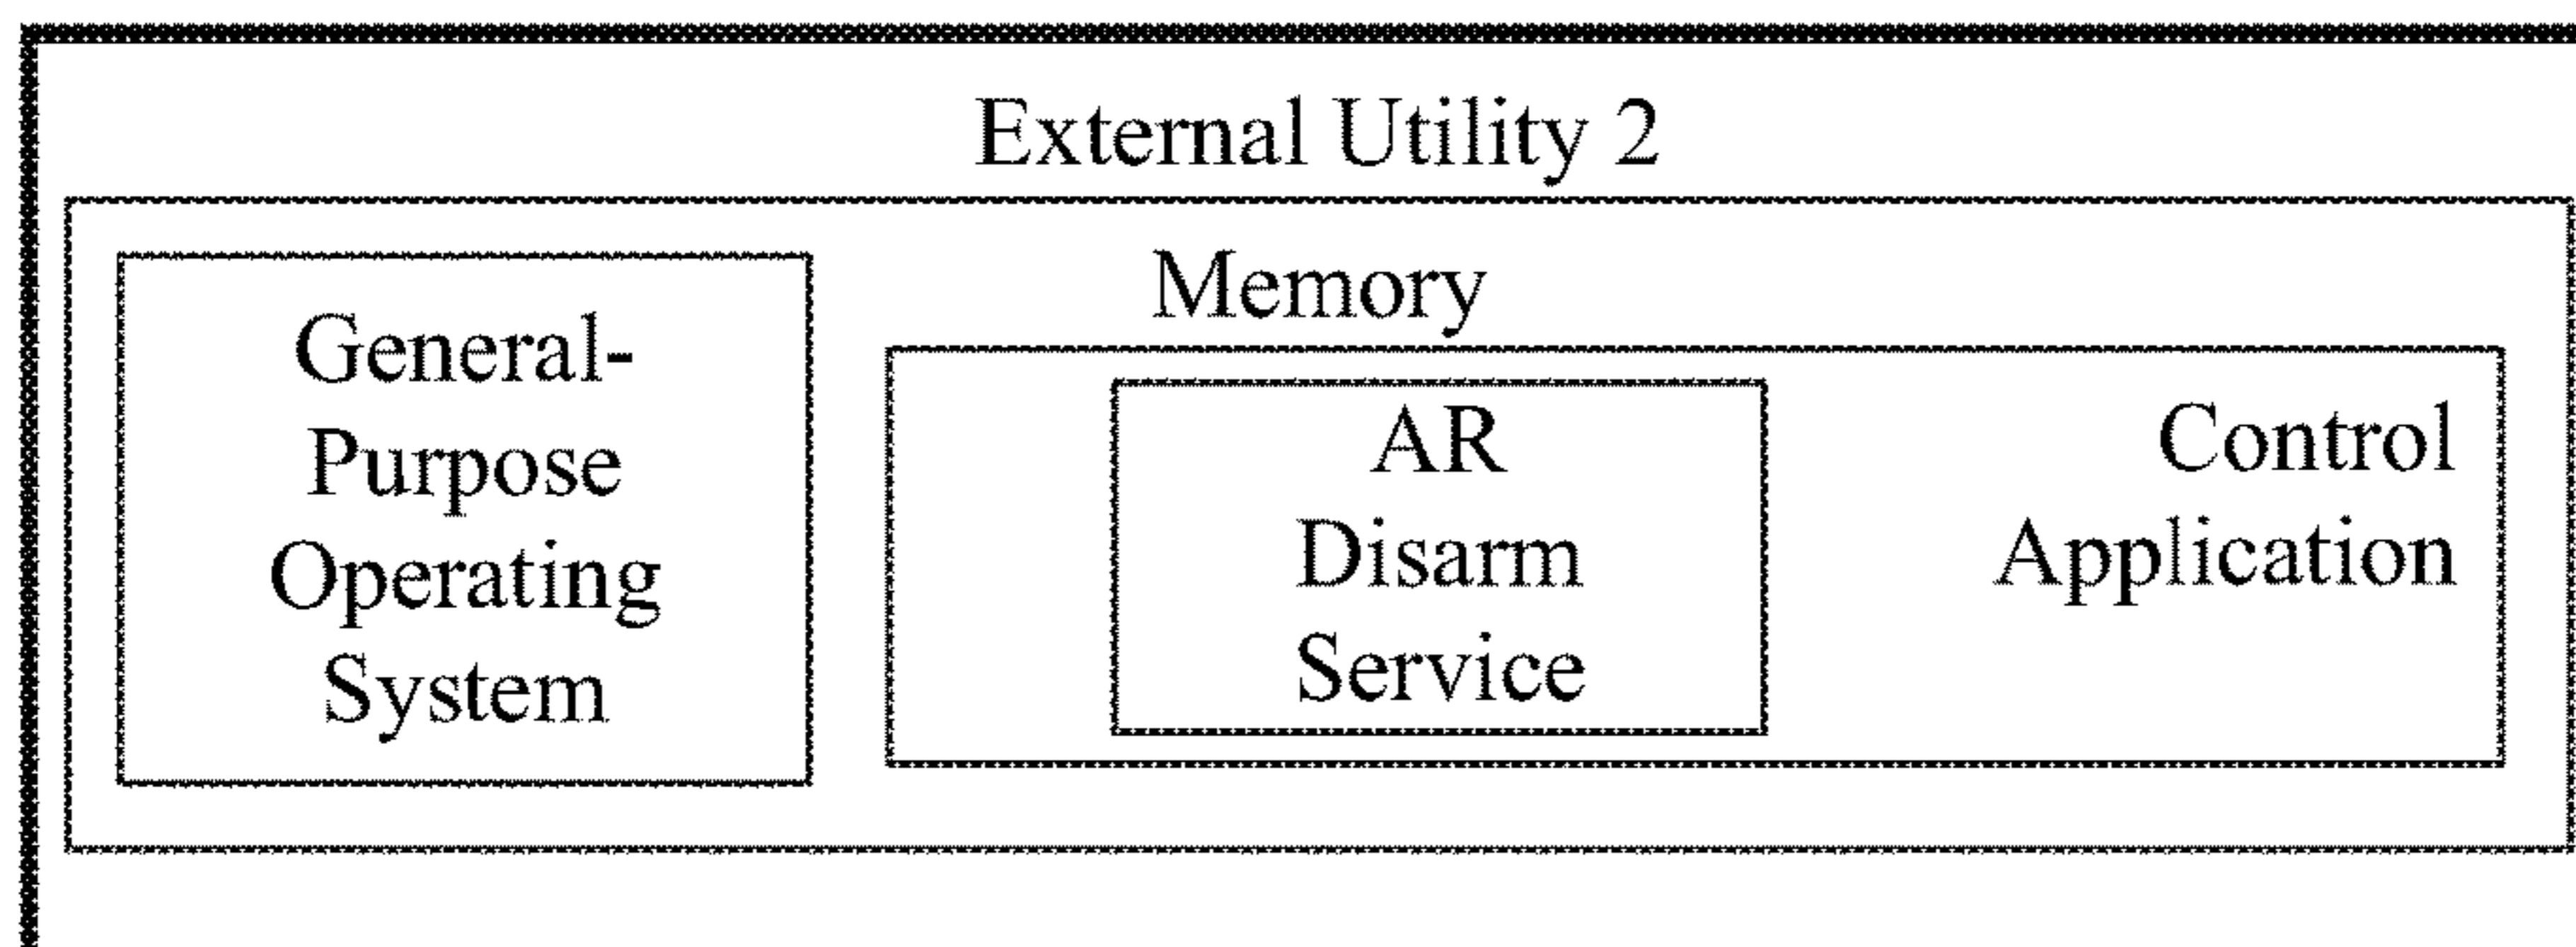 External Utility 2
Memory
General-
Purpose
Operating
System
AR
Disarm
Service
Control
Application